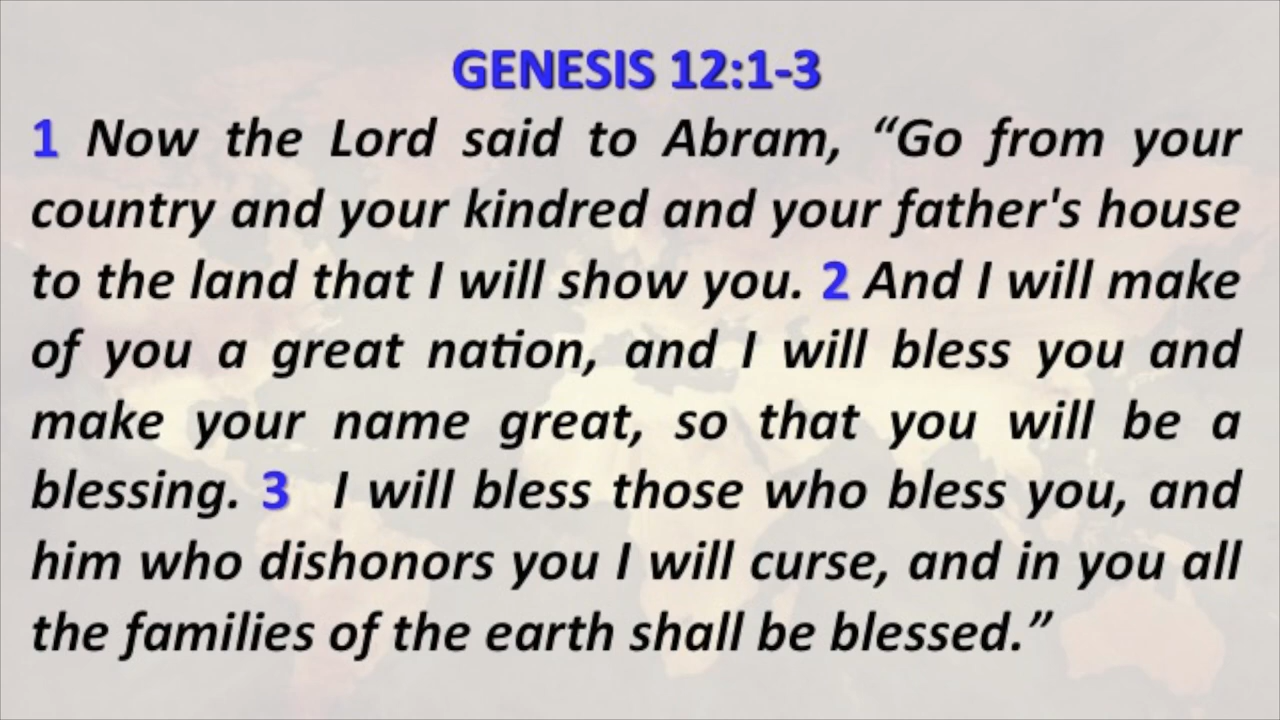 GENESIS 12:1-3
1 Now the Lord said to Abram, “Go from your
country and your kindred and your father's house
to the land that I will show you. 2 And I will make
of you a great nation, and I will bless you and
make your name great, so that you will be a
blessing. 3 I will bless those who bless you, and
him who dishonors you I will curse, and in you all
the families of the earth shall be blessed.”